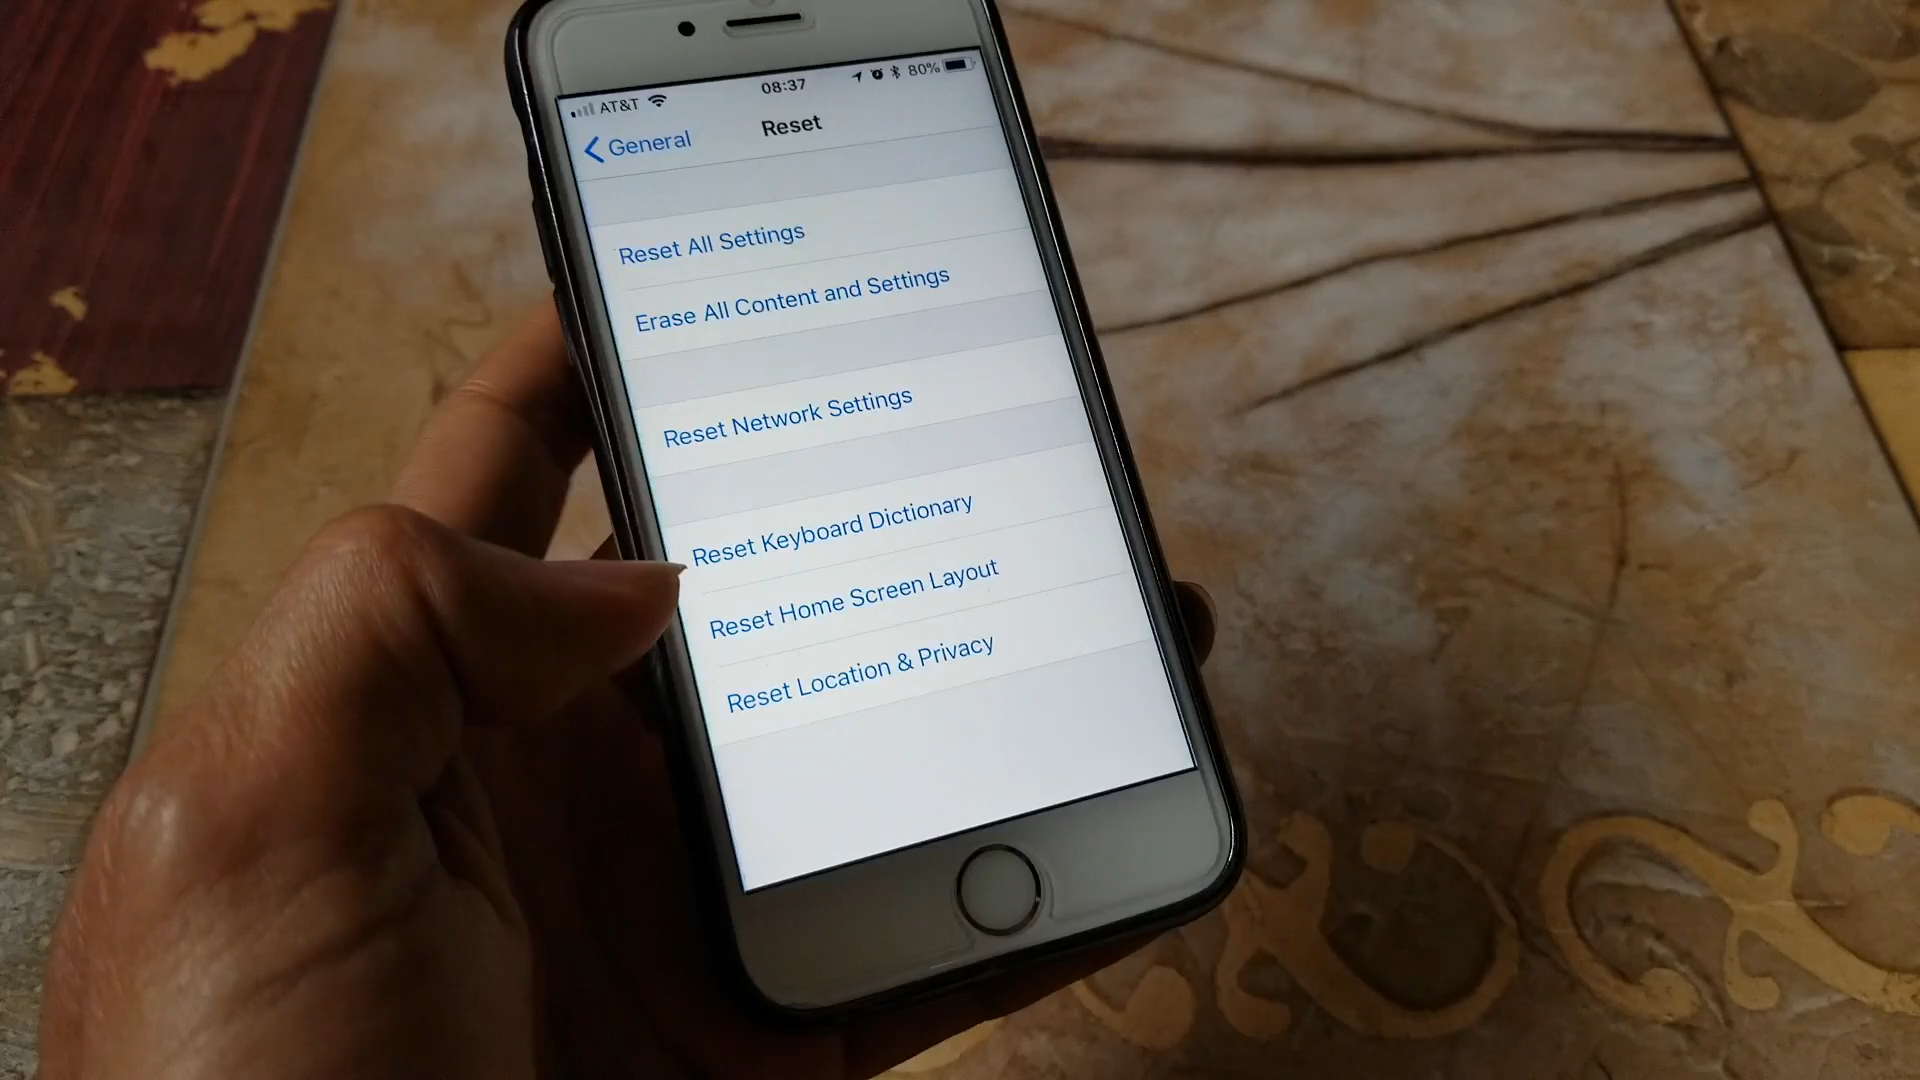 AT&T 08:37 80%
General Reset
Reset All Settings
Erase All Content and Settings
Reset Network Settings
Reset Keyboard Dictionary
Reset Home Screen Layout
Reset Location & Privacy